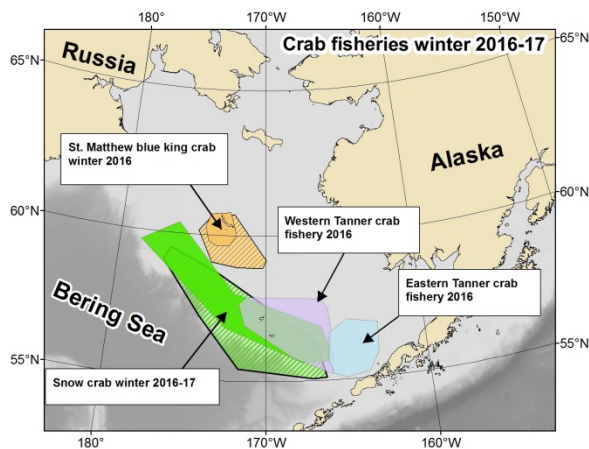 180°
170°W
160°W
150°W
Crab fisheries winter 2016-17
65°N
65°N
Russia
St. Matthew blue king crab
winter 2016
Alaska
60°N
60°N
Western Tanner crab
fishery 2016
Eastern Tanner crab
fishery 2016
Bering Sea
55°N
55°N
Snow crab winter 2016-17
180°
170°W
160°W